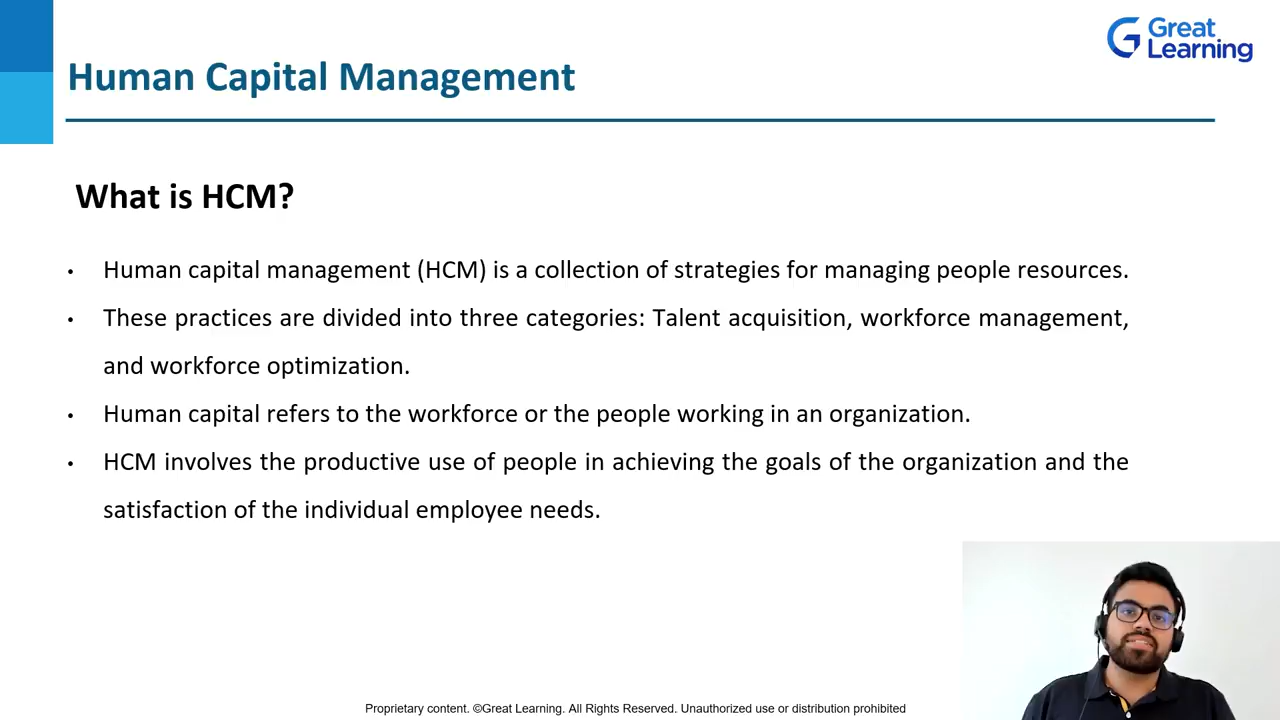 Great
Learning
Human Capital Management
What is HCM?
• Human capital management (HCM) is a collection of strategies for managing people resources.
• These practices are divided into three categories: Talent acquisition, workforce management,
and workforce optimization.
• Human capital refers to the workforce or the people working in an organization.
• HCM involves the productive use of people in achieving the goals of the organization and the
satisfaction of the individual employee needs.
Proprietary content. ©Great Learning. All Rights Reserved. Unauthorized use or distribution prohibited